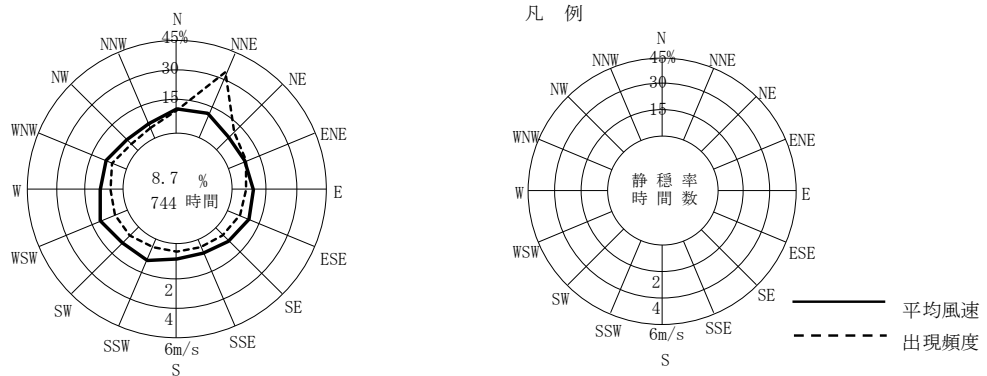 凡 例
N
45%
NNW
NNE
30
NW
NE
15
WNW
ENE
8.7 %
W
E
744 時間
WSW
ESE
2
SW
SE
4
SSW
SSE
6m/s
S
N
45%
NNW
NNE
30
NW
NE
15
WNW
ENE
静 穏 率
W
E
時 間 数
WSW
ESE
2
SW
SE
4
SSW
SSE
6m/s
S
平均風速
出現頻度